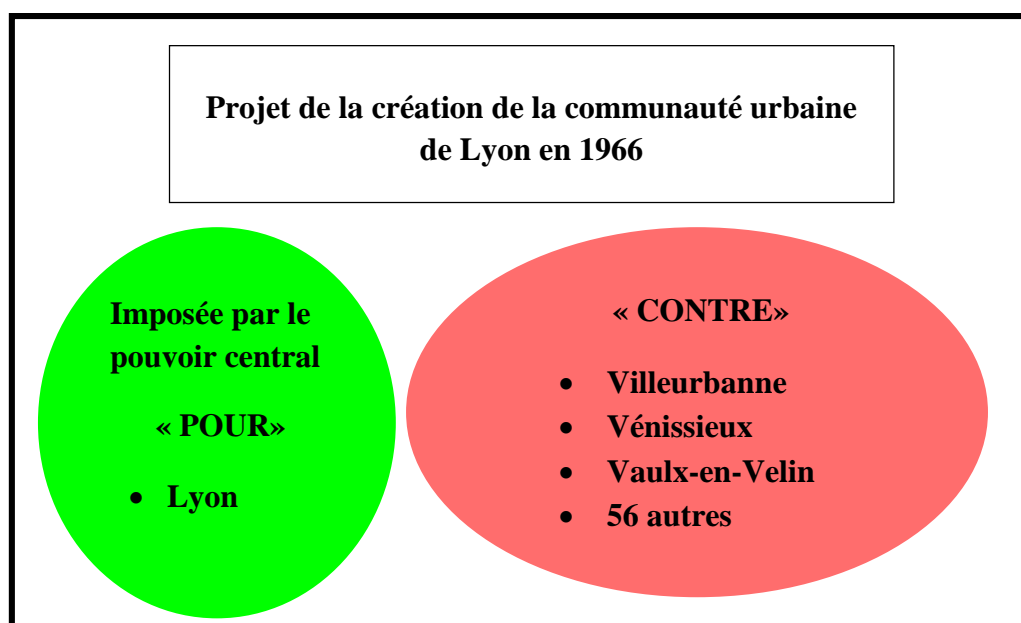 Projet de la création de la communauté urbaine
de Lyon en 1966
Imposée par le
pouvoir central
« POUR»
• Lyon
« CONTRE»
• Villeurbanne
• Vénissieux
• Vaulx-en-Velin
• 56 autres